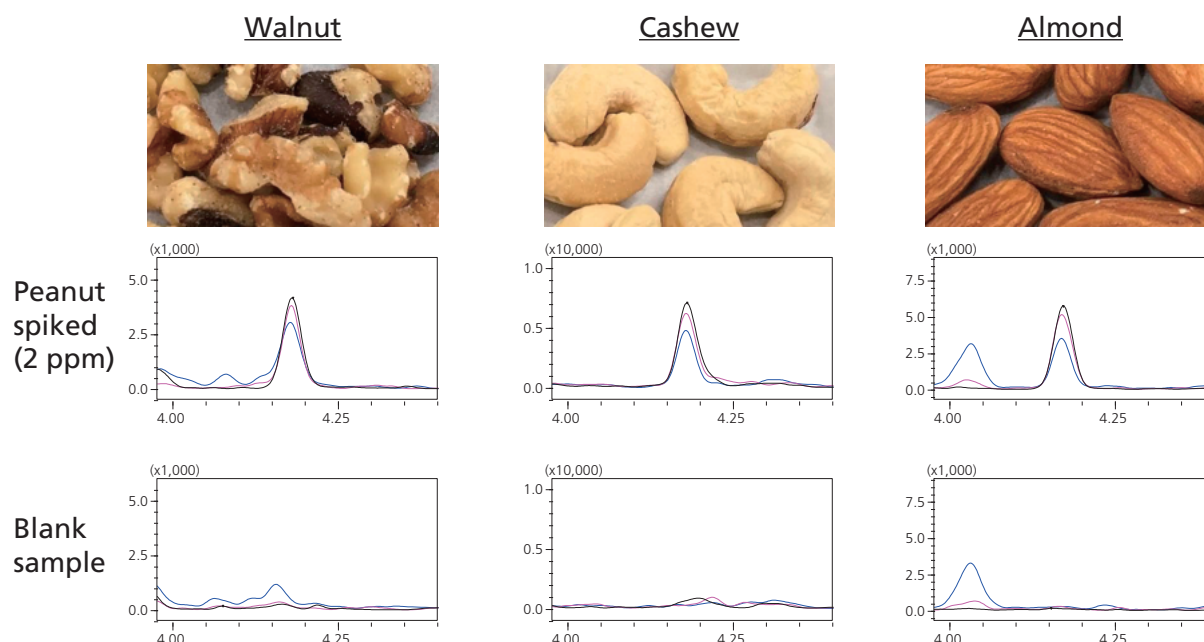 Walnut
Cashew
Almond
Peanut
spiked
(2 ppm)
(x1,000)
5.0
2.5
0.0
4.00
4.25
(x10,000)
1.0
0.5
0.0
4.00
4.25
(x1,000)
7.5
5.0
2.5
0.0
4.00
4.25
Blank
sample
(x1,000)
5.0
2.5
0.0
4.00
4.25
(x10,000)
1.0
0.5
0.0
4.00
4.25
(x1,000)
7.5
5.0
2.5
0.0
4.00
4.25